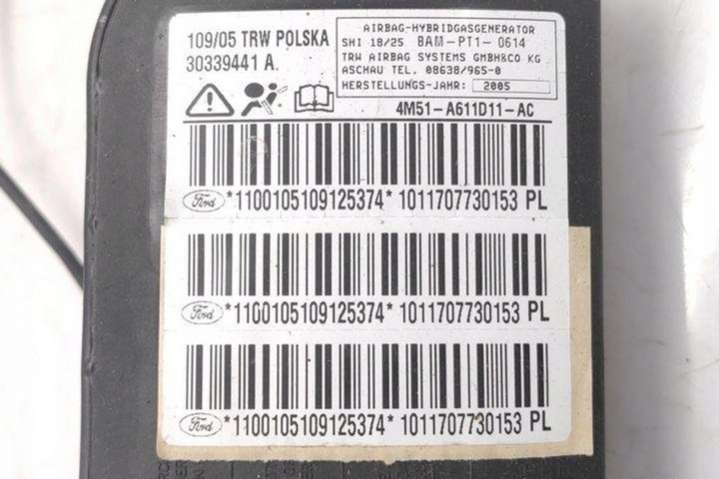 109/05 TRW POLSKA
30339441 A.
AIRBAG-HYBRIDGASGENERATOR
SHI 18/25 BAM-PT1-0614
TRW AIRBAG SYSTEMS GMBH&CO KG
ASCHAU TEL. 08638/965-0
HERSTELLUNGS-JAHR: 2005
4M51-A611D11-AC
Ford *1100105109125374* 1011707730153 PL
Ford *1100105109125374* 1011707730153 PL
Ford *1100105109125374* 1011707730153 PL